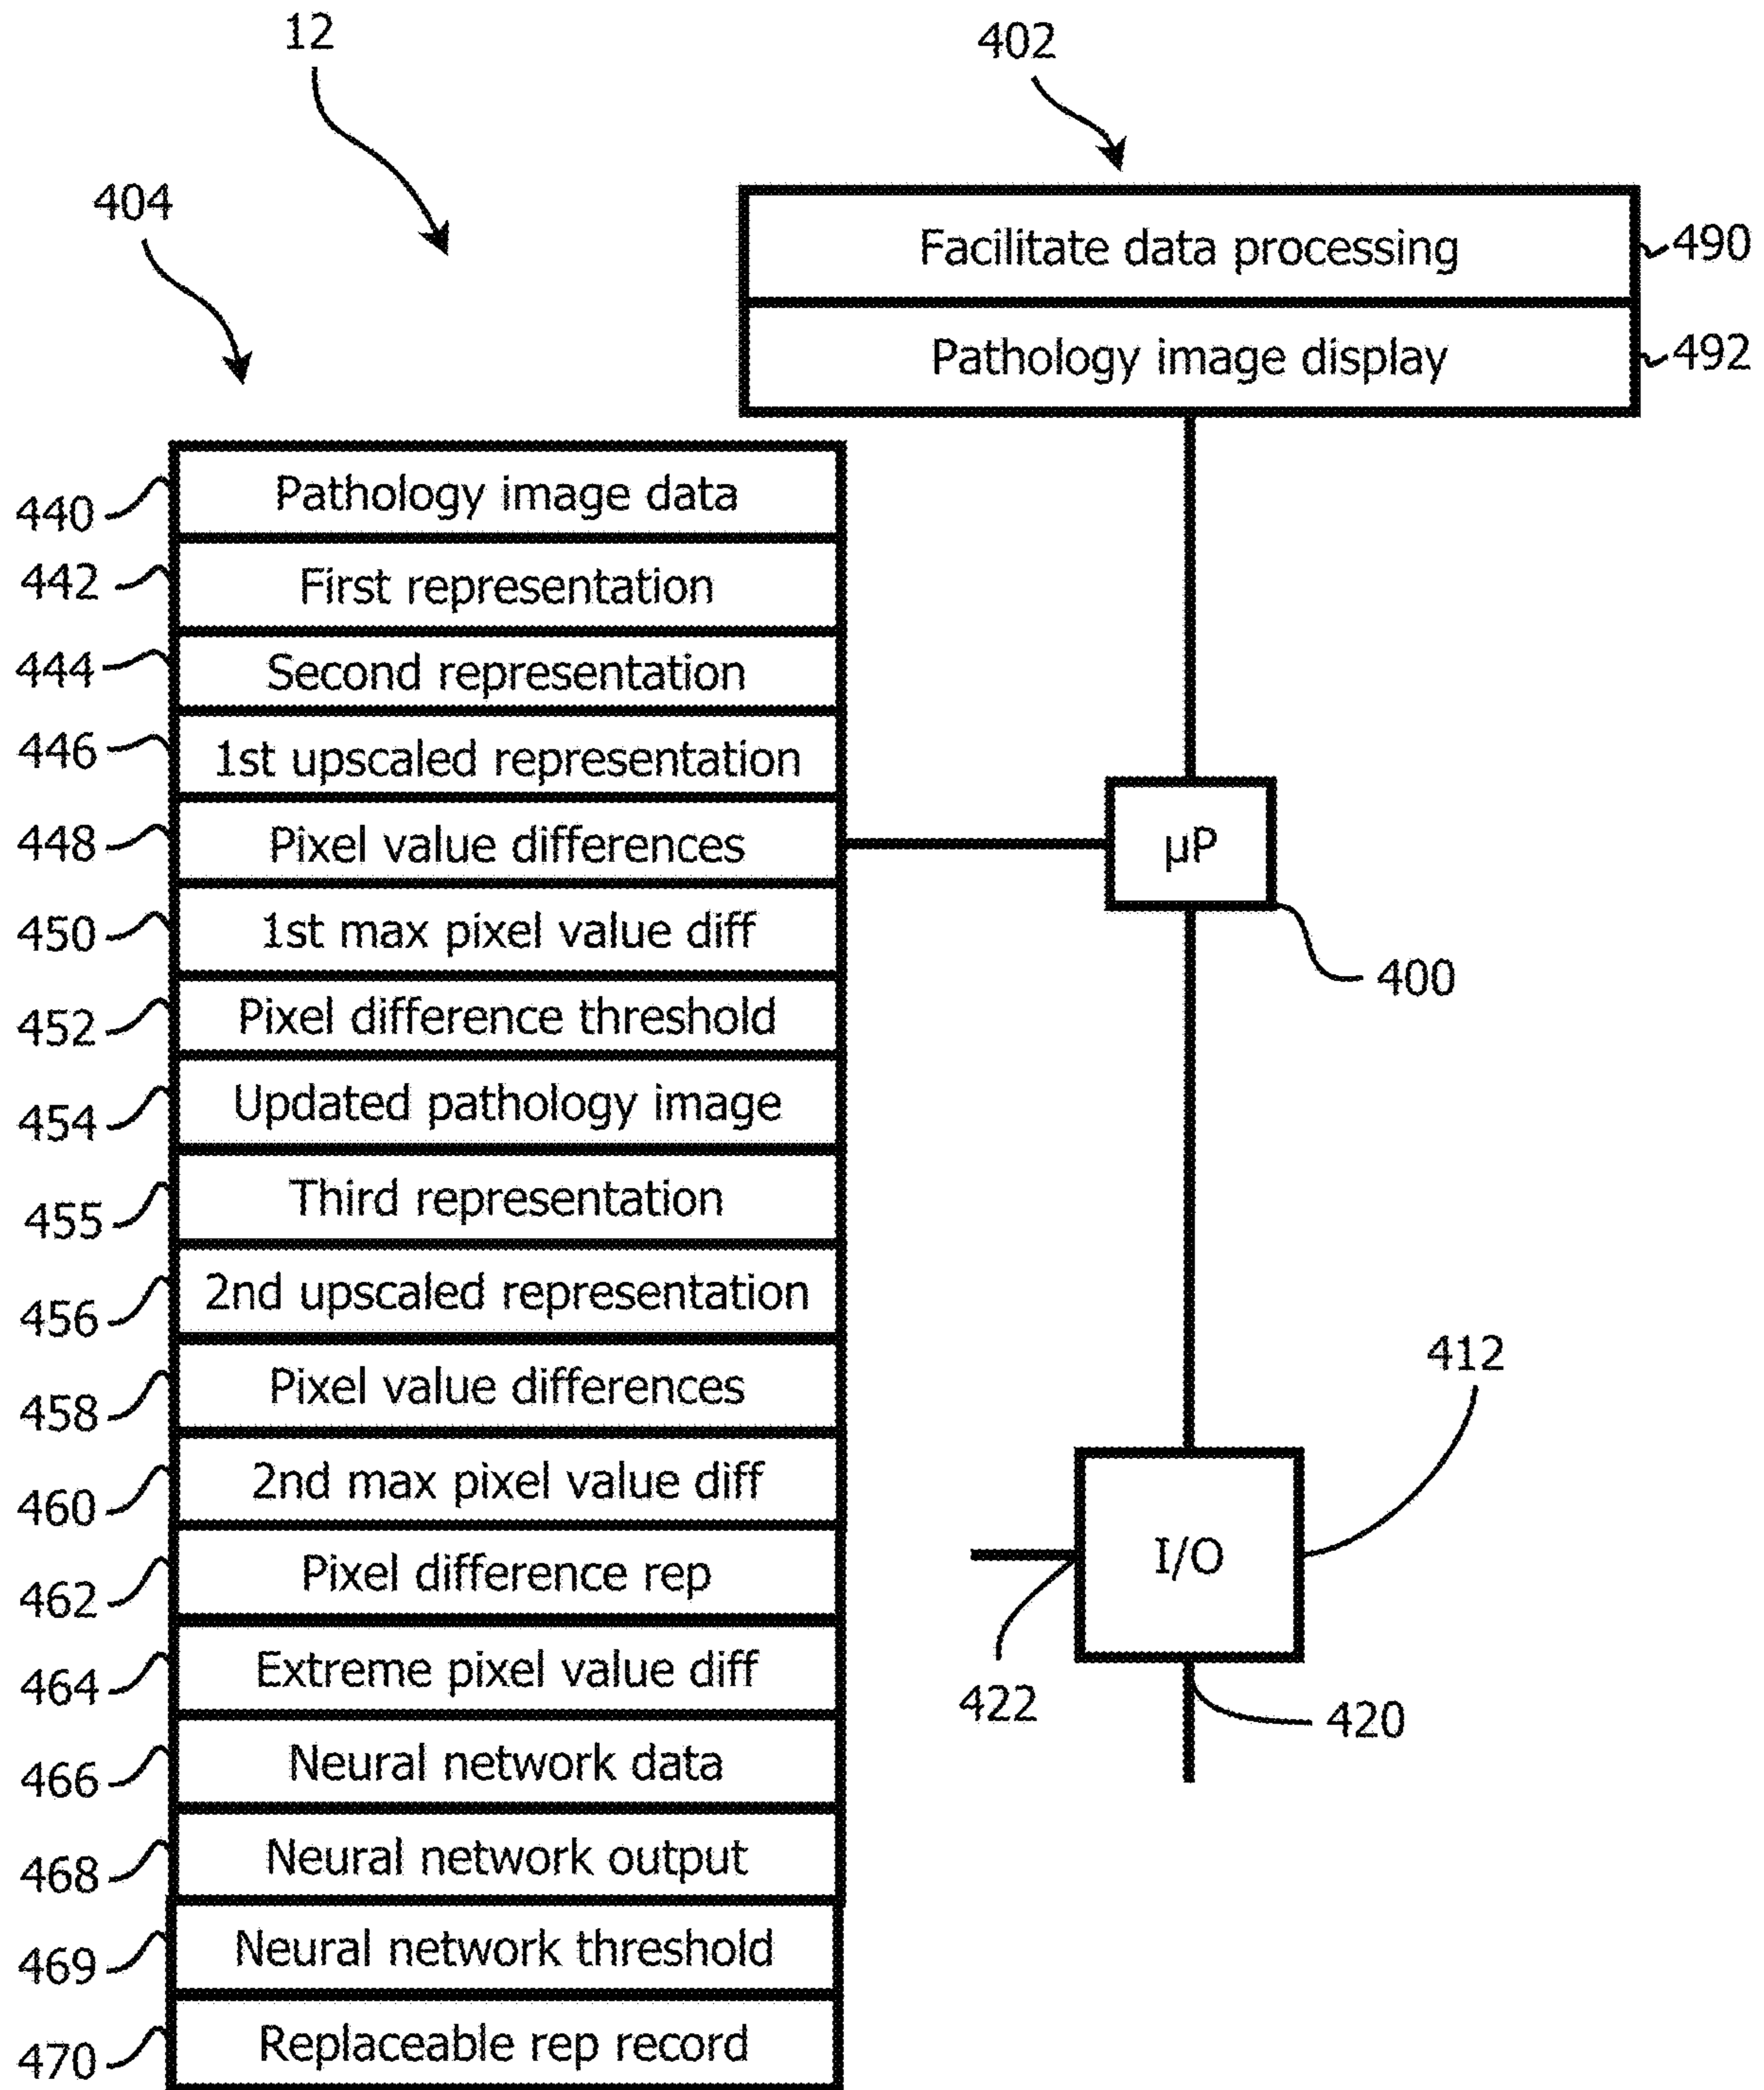 12
402
404
Facilitate data processing
490
Pathology image display
492
440
Pathology image data
442
First representation
444
Second representation
446
1st upscaled representation
448
Pixel value differences
µP
400
450
1st max pixel value diff
452
Pixel difference threshold
454
Updated pathology image
455
Third representation
456
2nd upscaled representation
458
Pixel value differences
412
460
2nd max pixel value diff
462
Pixel difference rep
I/O
422
420
464
Extreme pixel value diff
466
Neural network data
468
Neural network output
469
Neural network threshold
470
Replaceable rep record